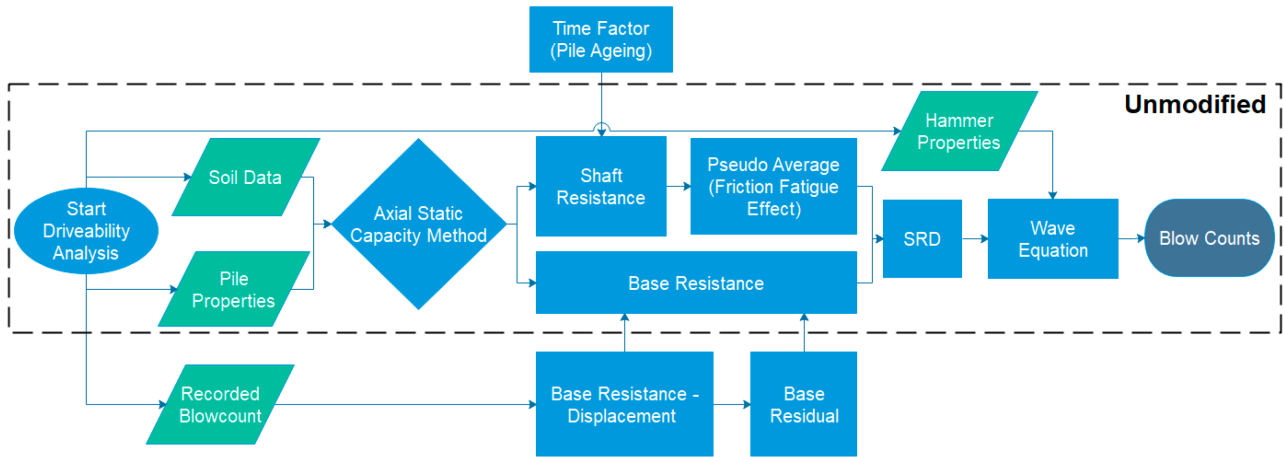 Time Factor
(Pile Ageing)
Unmodified
Hammer
Properties
Soil Data
Shaft
Resistance
Pseudo Average
(Friction Fatigue
Effect)
Start
Driveability
Analysis
Axial Static
Capacity Method
SRD
Wave
Equation
Blow Counts
Pile
Properties
Base Resistance
Recorded
Blowcount
Base Resistance -
Displacement
Base
Residual